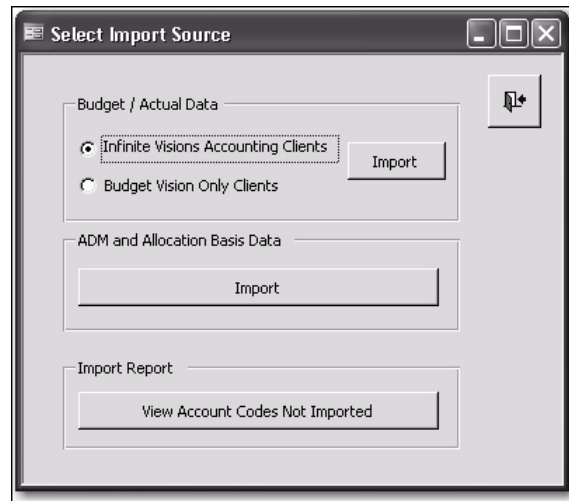 Select Import Source
Budget / Actual Data
Infinite Visions Accounting Clients
Import
Budget Vision Only Clients
ADM and Allocation Basis Data
Import
Import Report
View Account Codes Not Imported